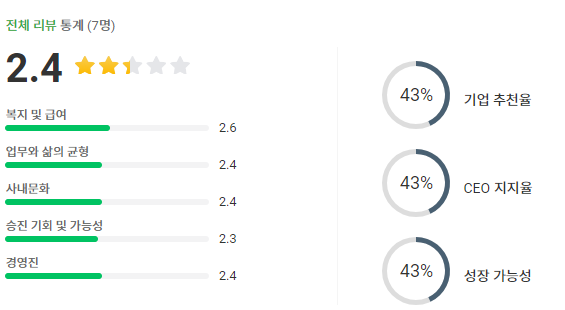 전체 리뷰 통계 (7명)
2.4
복지 및 급여
2.6
업무와 삶의 균형
2.4
사내문화
2.4
승진 기회 및 가능성
2.3
경영진
2.4
43% 기업 추천율
43% CEO 지지율
43% 성장 가능성